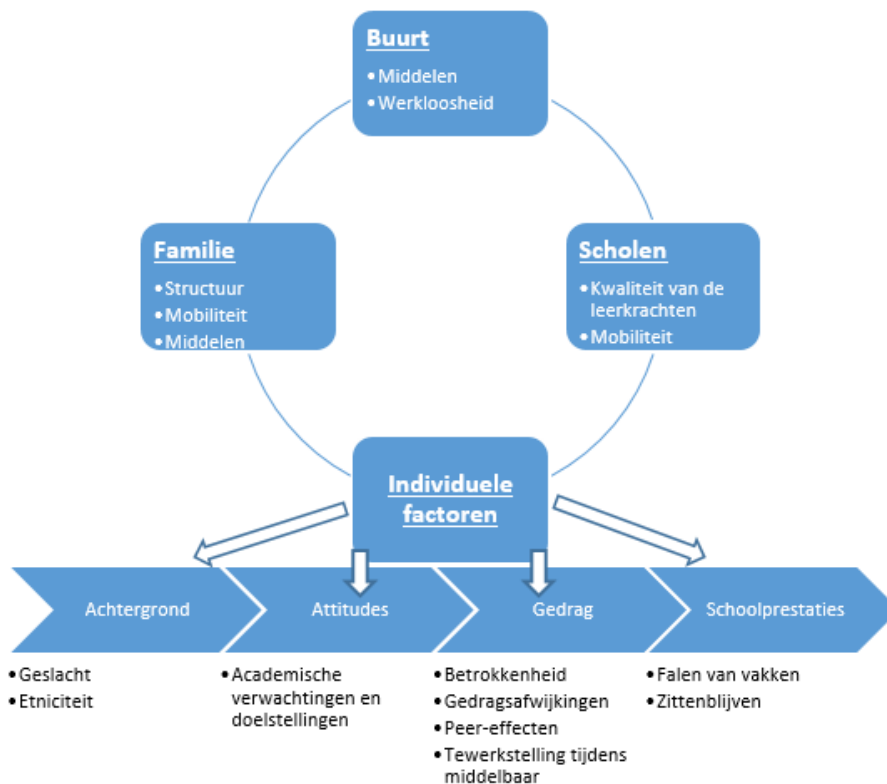 Buurt
•Middelen
•Werkloosheid
Familie
•Structuur
•Mobiliteit
•Middelen
Scholen
•Kwaliteit van de
leerkrachten
•Mobiliteit
Individuele
factoren
Achtergrond
Attitudes
Gedrag
Schoolprestaties
•Geslacht
•Etniciteit
•Academische
verwachtingen en
doelstellingen
•Betrokkenheid
•Gedragsafwijkingen
•Peer-effecten
•Tewerkstelling tijdens
middelbaar
•Falen van vakken
•Zittenblijven